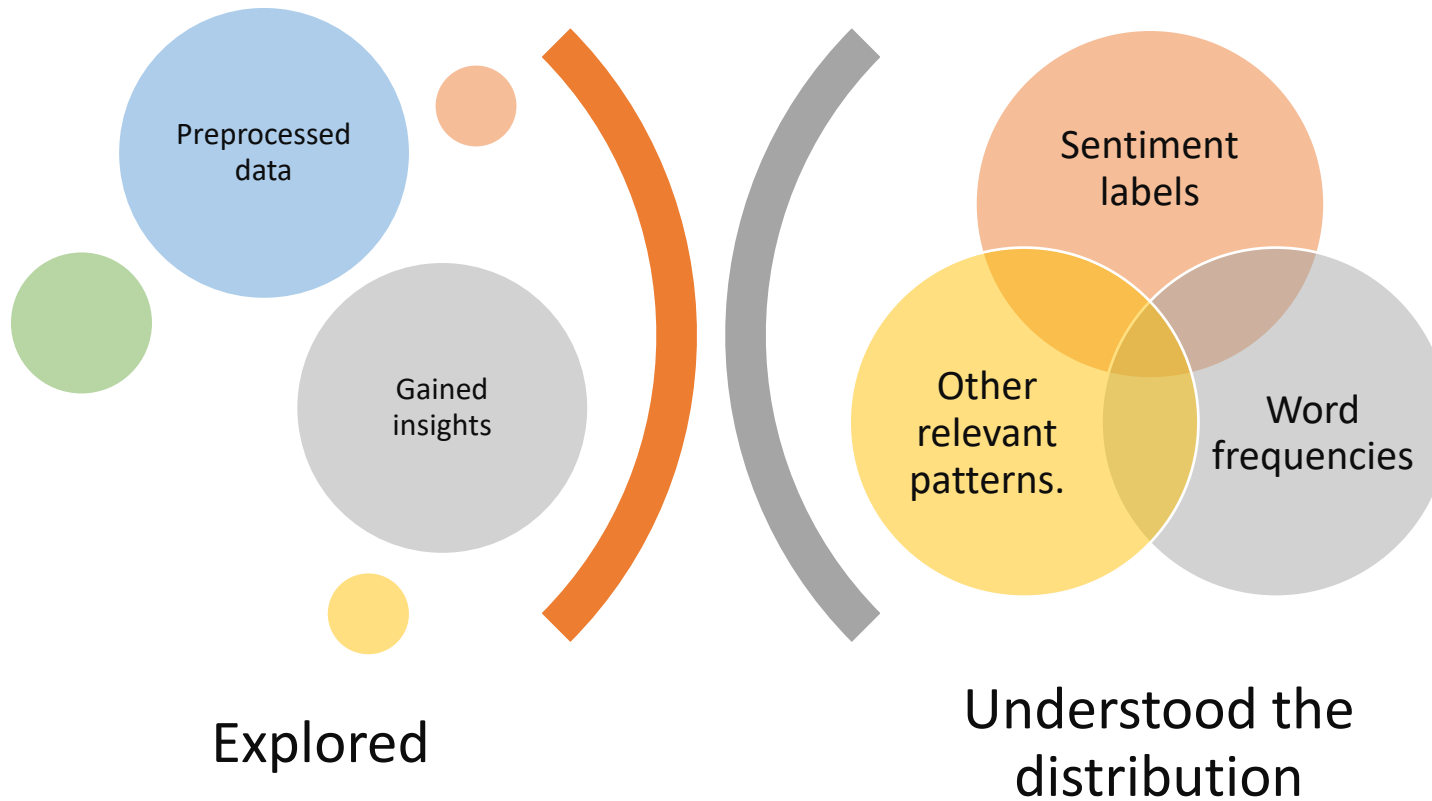 Preprocessed
data
Gained
insights
Explored
Sentiment
labels
Other
relevant
patterns.
Word
frequencies
Understood the
distribution